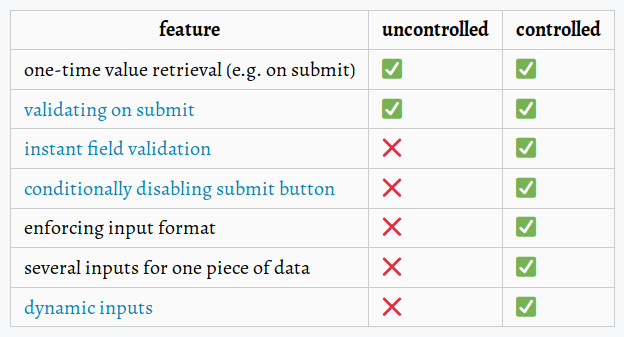 feature uncontrolled controlled
one-time value retrieval (e.g. on submit) ✅ ✅
validating on submit ✅ ✅
instant field validation ❌ ✅
conditionally disabling submit button ❌ ✅
enforcing input format ❌ ✅
several inputs for one piece of data ❌ ✅
dynamic inputs ❌ ✅